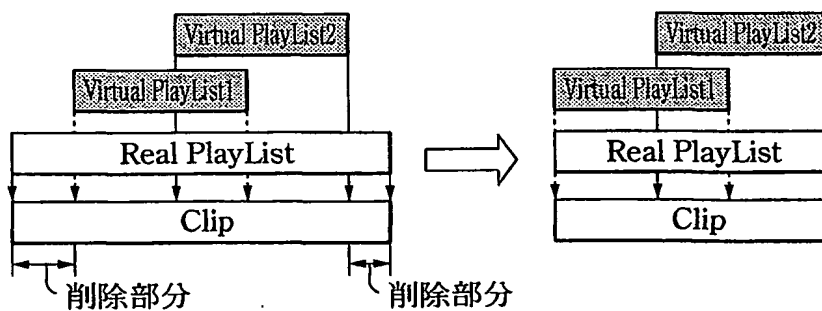 Virtual PlayList2
Virtual PlayList1
Real PlayList
Clip
削除部分
削除部分
Virtual PlayList2
Virtual PlayList1
Real PlayList
Clip